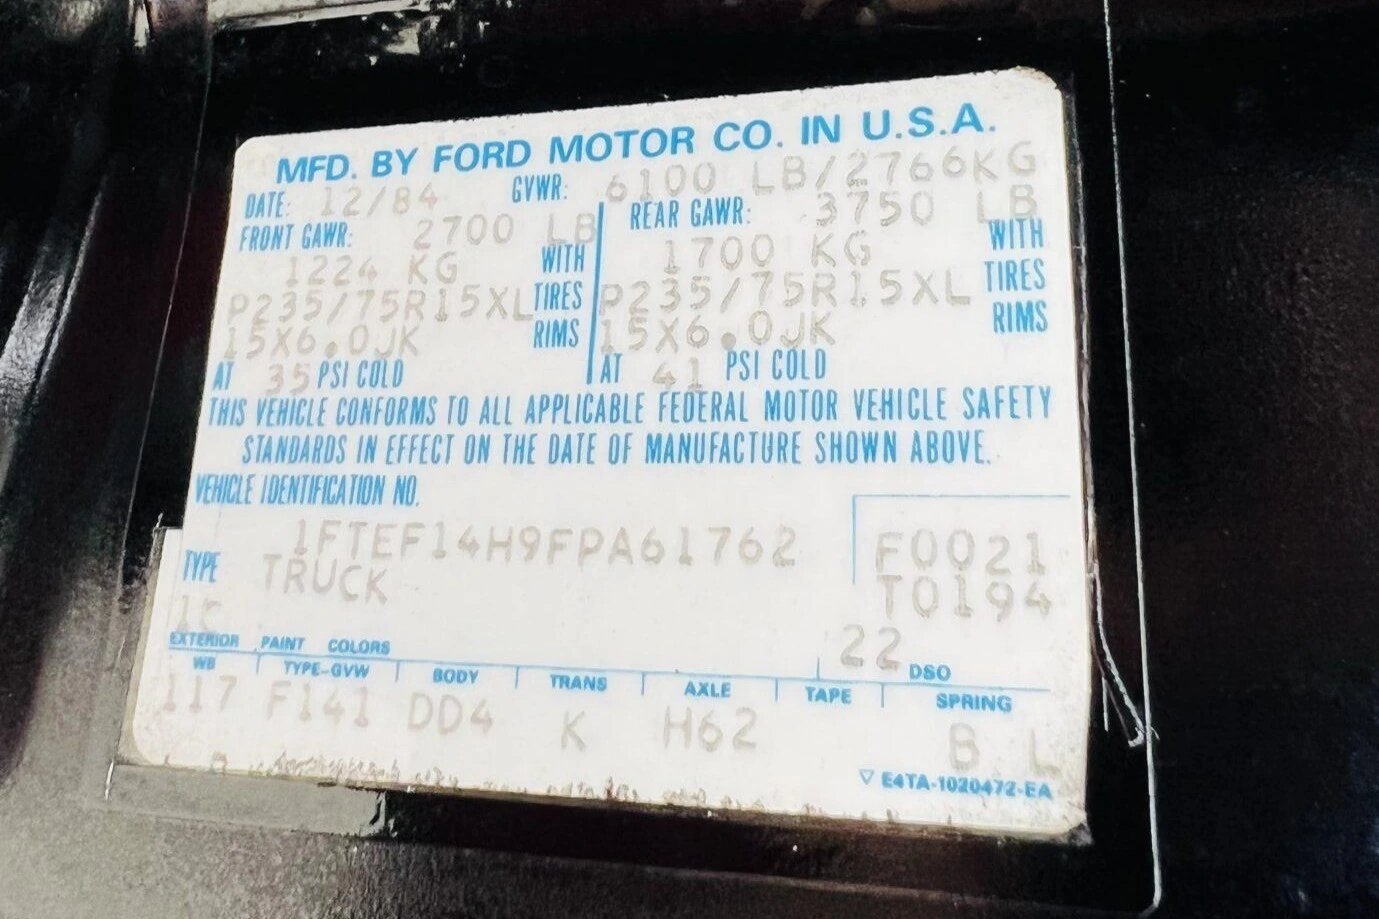 MFD. BY FORD MOTOR CO. IN U.S.A.
DATE: 12/84 GVWR: 6100 LB/2766KG
FRONT GAWR: 2700 LB REAR GAWR: 3750 LB
1224 KG WITH 1700 KG WITH
P235/75R15XL TIRES P235/75R15XL TIRES
15X6.0JK RIMS 15X6.0JK RIMS
AT 35 PSI COLD AT 41 PSI COLD
THIS VEHICLE CONFORMS TO ALL APPLICABLE FEDERAL MOTOR VEHICLE SAFETY
STANDARDS IN EFFECT ON THE DATE OF MANUFACTURE SHOWN ABOVE.
VEHICLE IDENTIFICATION NO.
1FTEF14H9FPA61762 F0021
TYPE TRUCK T0194
1C 22
EXTERIOR PAINT COLORS DSO
WB TYPE-GVW BODY TRANS AXLE TAPE SPRING
117 F141 DD4 K H62 B L
E4TA-1020472-EA